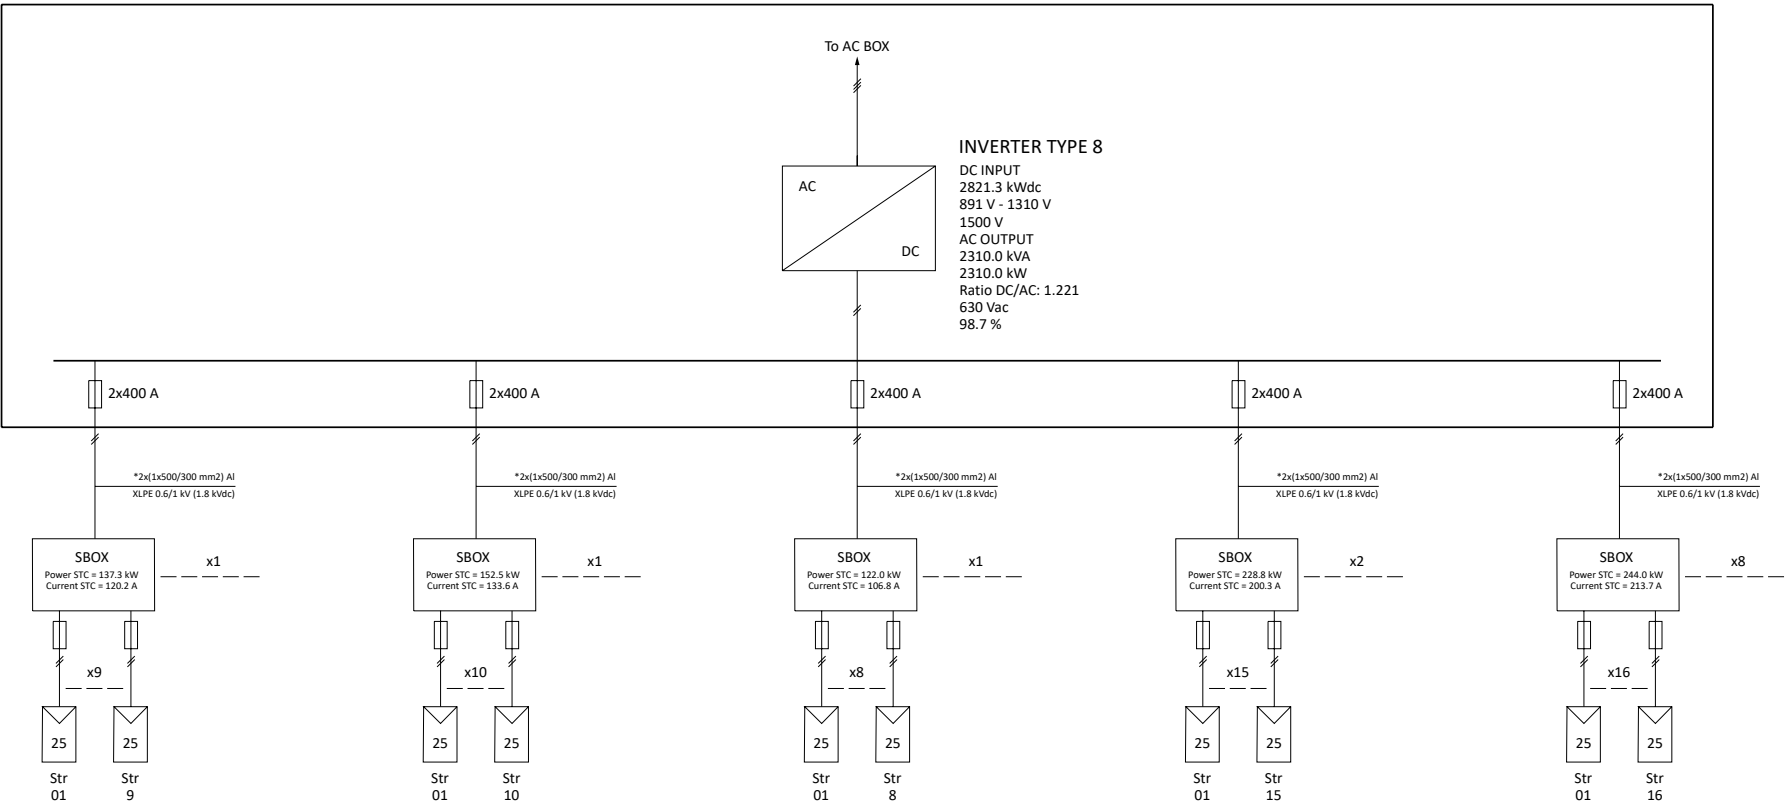 To AC BOX
INVERTER TYPE 8
DC INPUT
2821.3 kWdc
891 V - 1310 V
1500 V
AC OUTPUT
2310.0 kVA
2310.0 kW
Ratio DC/AC: 1.221
630 Vac
98.7 %
AC
DC
2x400 A
2x400 A
2x400 A
2x400 A
2x400 A
*2x(1x500/300 mm2) Al
XLPE 0.6/1 kV (1.8 kVdc)
*2x(1x500/300 mm2) Al
XLPE 0.6/1 kV (1.8 kVdc)
*2x(1x500/300 mm2) Al
XLPE 0.6/1 kV (1.8 kVdc)
*2x(1x500/300 mm2) Al
XLPE 0.6/1 kV (1.8 kVdc)
*2x(1x500/300 mm2) Al
XLPE 0.6/1 kV (1.8 kVdc)
SBOX
Power STC = 137.3 kW
Current STC = 120.2 A
x1
SBOX
Power STC = 152.5 kW
Current STC = 133.6 A
x1
SBOX
Power STC = 122.0 kW
Current STC = 106.8 A
x1
SBOX
Power STC = 228.8 kW
Current STC = 200.3 A
x2
SBOX
Power STC = 244.0 kW
Current STC = 213.7 A
x8
x9
25
25
Str
01
Str
9
x10
25
25
Str
01
Str
10
x8
25
25
Str
01
Str
8
x15
25
25
Str
01
Str
15
x16
25
25
Str
01
Str
16